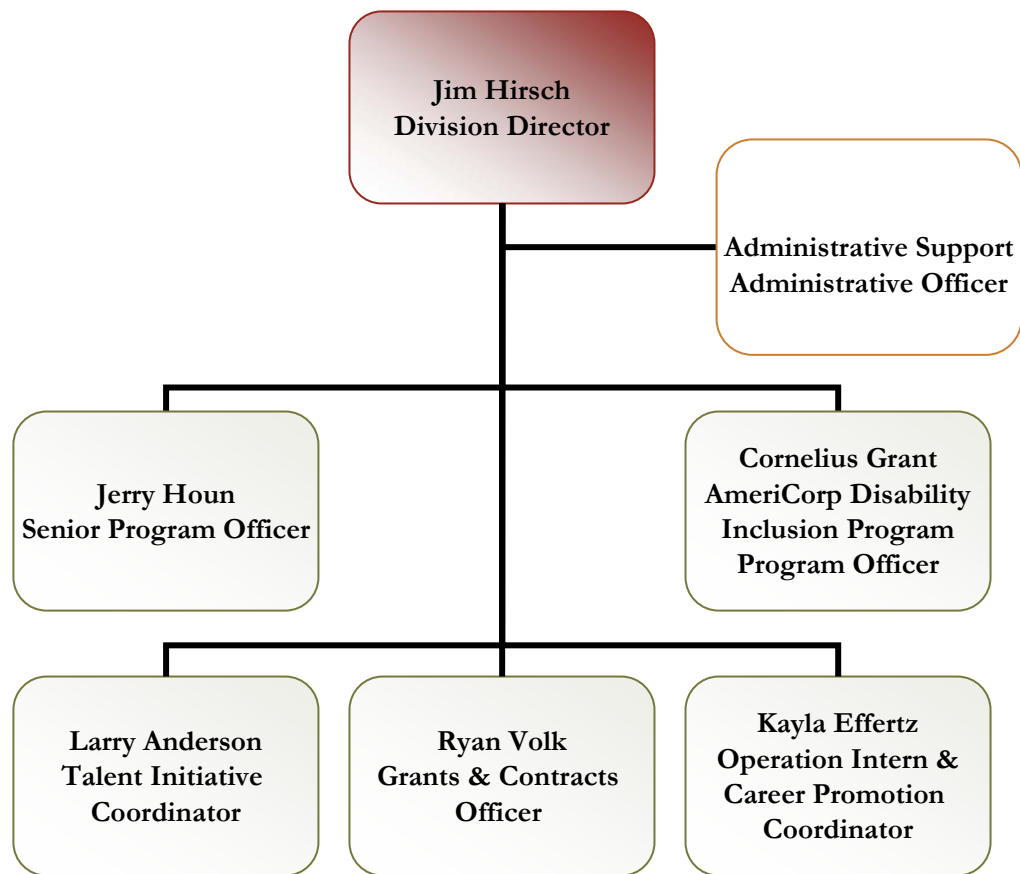 Jim Hirsch
Division Director
Administrative Support
Administrative Officer
Jerry Houn
Senior Program Officer
Cornelius Grant
AmeriCorp Disability
Inclusion Program
Program Officer
Larry Anderson
Talent Initiative
Coordinator
Ryan Volk
Grants & Contracts
Officer
Kayla Effertz
Operation Intern &
Career Promotion
Coordinator